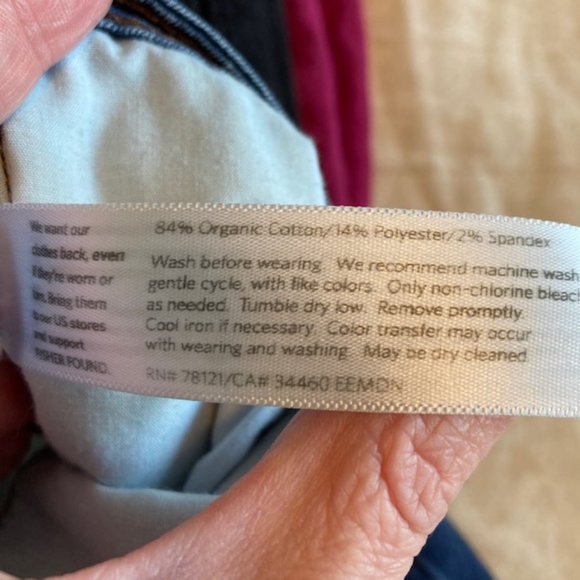 We want our
clothes back, even
if they're worn or
torn. Bring them
to our US stores
and support
FISHER FOUND.
84% Organic Cotton/14% Polyester/2% Spandex
Wash before wearing. We recommend machine wash
gentle cycle, with like colors. Only non-chlorine bleac
as needed. Tumble dry low. Remove promptly.
Cool iron if necessary. Color transfer may occur
with wearing and washing. May be dry cleaned
RN# 78121/CA# 34460 EEMDN